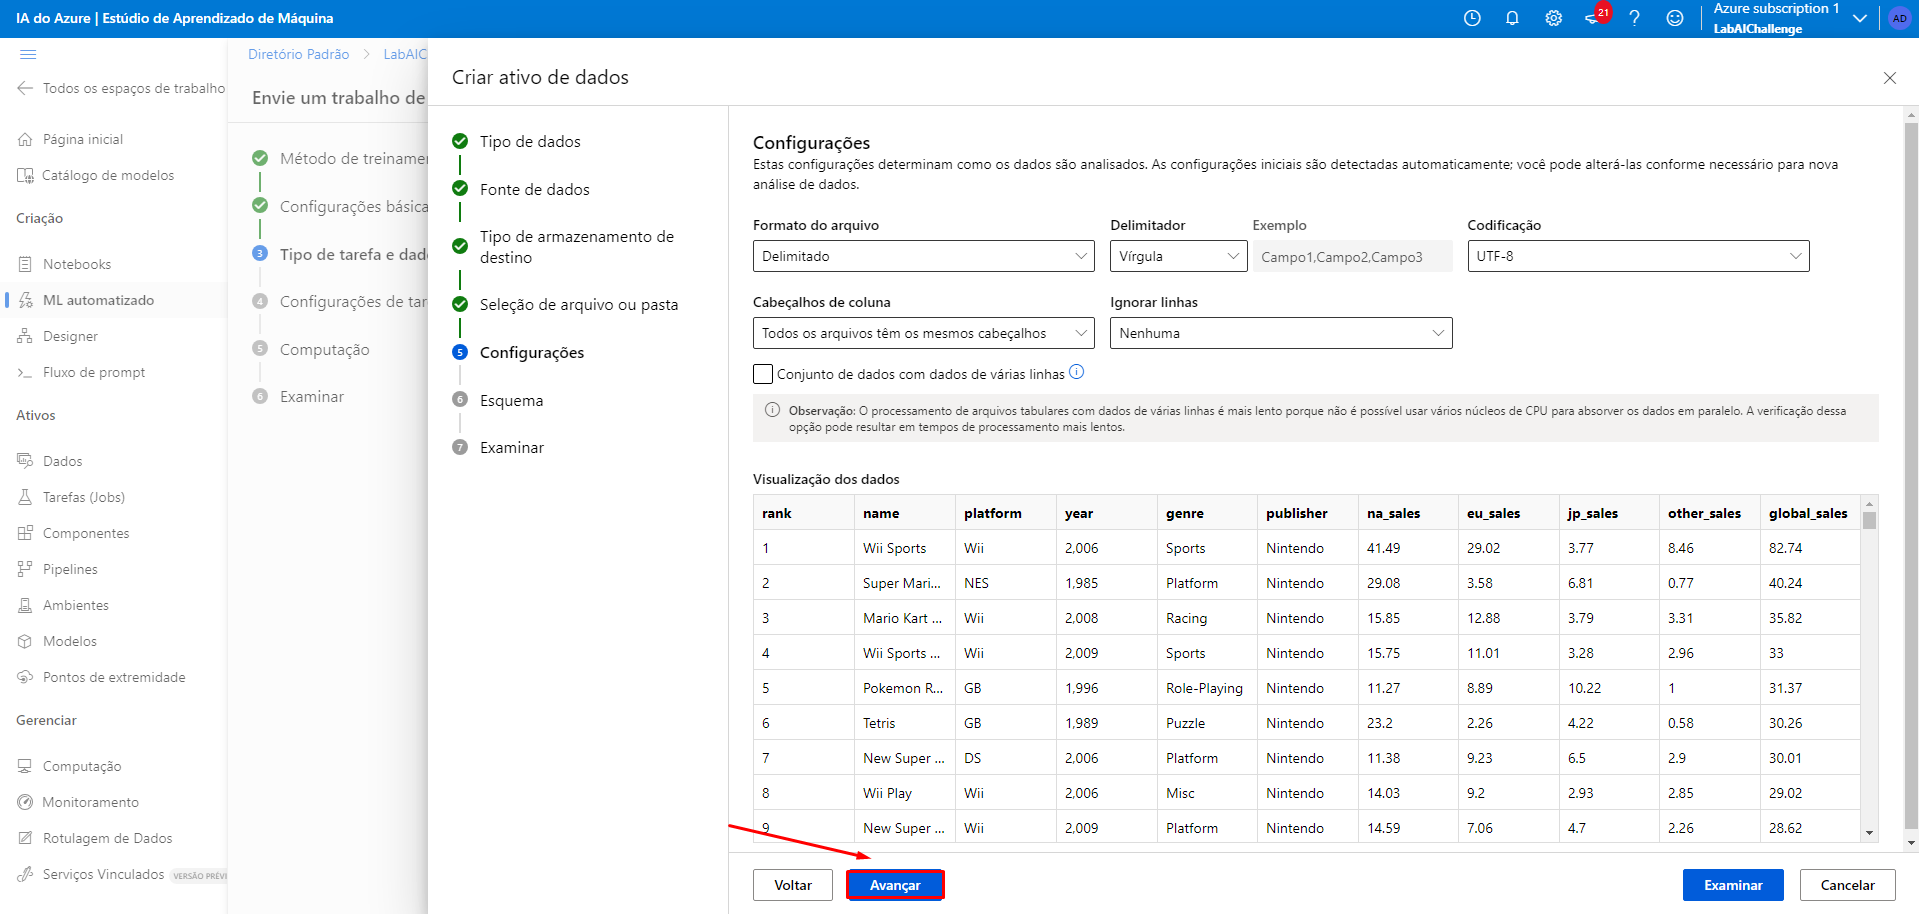 IA do Azure | Estúdio de Aprendizado de Máquina
21
Azure subscription 1
LabAIChallenge
AD
Todos os espaços de trabalho
Página inicial
Catálogo de modelos
Criação
Notebooks
ML automatizado
Designer
Fluxo de prompt
Ativos
Dados
Tarefas (Jobs)
Componentes
Pipelines
Ambientes
Modelos
Pontos de extremidade
Gerenciar
Computação
Monitoramento
Rotulagem de Dados
Serviços Vinculados VERSÃO PRÉVI
Diretório Padrão > LabAIC
Envie um trabalho de
Método de treiname
Configurações básica
3 Tipo de tarefa e dad
4 Configurações de tar
5 Computação
6 Examinar
Criar ativo de dados
Tipo de dados
Fonte de dados
Tipo de armazenamento de
destino
Seleção de arquivo ou pasta
5 Configurações
6 Esquema
7 Examinar
Configurações
Estas configurações determinam como os dados são analisados. As configurações iniciais são detectadas automaticamente; você pode alterá-las conforme necessário para nova
análise de dados.
Formato do arquivo Delimitador Exemplo Codificação
Delimitado Vírgula Campo1,Campo2,Campo3 UTF-8
Cabeçalhos de coluna Ignorar linhas
Todos os arquivos têm os mesmos cabeçalhos Nenhuma
Conjunto de dados com dados de várias linhas
Observação: O processamento de arquivos tabulares com dados de várias linhas é mais lento porque não é possível usar vários núcleos de CPU para absorver os dados em paralelo. A verificação dessa
opção pode resultar em tempos de processamento mais lentos.
Visualização dos dados
rank name platform year genre publisher na_sales eu_sales jp_sales other_sales global_sales
1 Wii Sports Wii 2,006 Sports Nintendo 41.49 29.02 3.77 8.46 82.74
2 Super Mari... NES 1,985 Platform Nintendo 29.08 3.58 6.81 0.77 40.24
3 Mario Kart ... Wii 2,008 Racing Nintendo 15.85 12.88 3.79 3.31 35.82
4 Wii Sports ... Wii 2,009 Sports Nintendo 15.75 11.01 3.28 2.96 33
5 Pokemon R... GB 1,996 Role-Playing Nintendo 11.27 8.89 10.22 1 31.37
6 Tetris GB 1,989 Puzzle Nintendo 23.2 2.26 4.22 0.58 30.26
7 New Super ... DS 2,006 Platform Nintendo 11.38 9.23 6.5 2.9 30.01
8 Wii Play Wii 2,006 Misc Nintendo 14.03 9.2 2.93 2.85 29.02
9 New Super ... Wii 2,009 Platform Nintendo 14.59 7.06 4.7 2.26 28.62
Voltar Avançar Examinar Cancelar